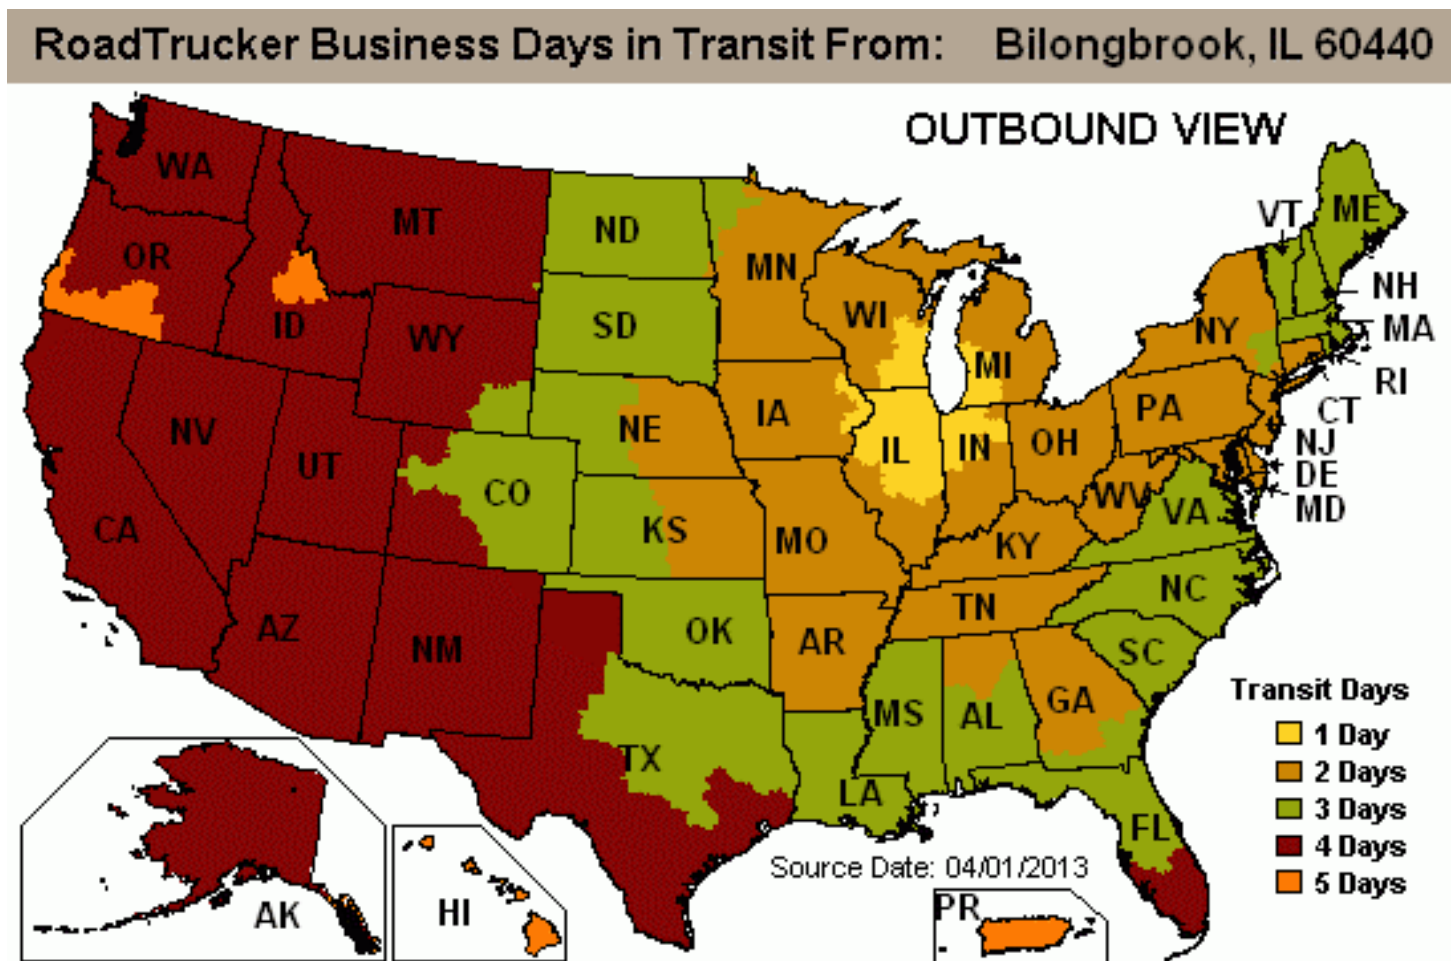 RoadTrucker Business Days in Transit From: Bilongbrook, IL 60440
OUTBOUND VIEW
WA
MT
ND
MN
VT
ME
OR
ID
WY
SD
WI
MI
NY
NH
MA
RI
CT
NV
UT
CO
NE
IA
IL
IN
OH
PA
NJ
DE
MD
CA
KS
MO
KY
WV
VA
AZ
NM
OK
AR
TN
NC
SC
TX
LA
MS
AL
GA
FL
Transit Days
1 Day
2 Days
3 Days
4 Days
5 Days
Source Date: 04/01/2013
AK
HI
PR